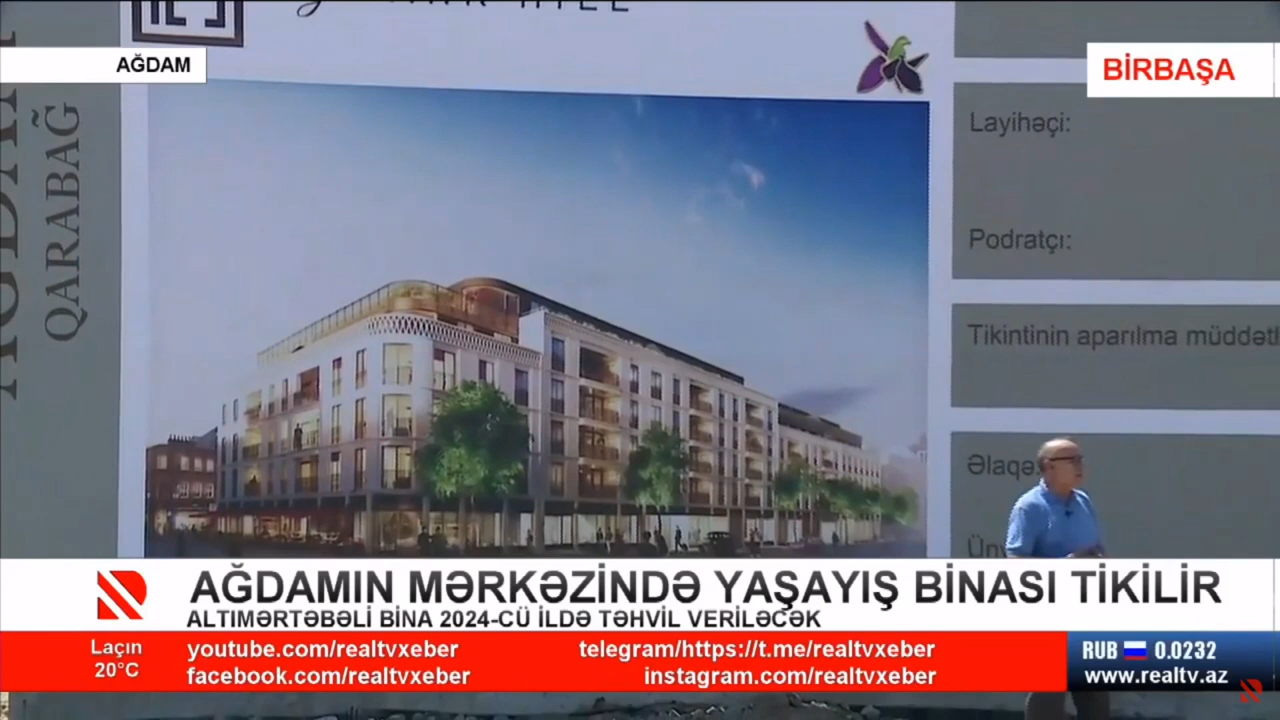 AĞDAM
BİRBAŞA
QARABAĞ
Layihəçi:
Podratçı:
Tikintinin aparılma
Əlaqə
AĞDAMIN MƏRKƏZİNDƏ YAŞAYIŞ BİNASI TİKİLİR
ALTIMƏRTƏBƏLİ BİNA 2024-CÜ İLDƏ TƏHVİL VERİLƏCƏK
Laçın
20°C
youtube.com/realtvxeber
facebook.com/realtvxeber
telegram/https://t.me/realtvxeber
instagram.com/realtvxeber
RUB 0.0232
www.realtv.az